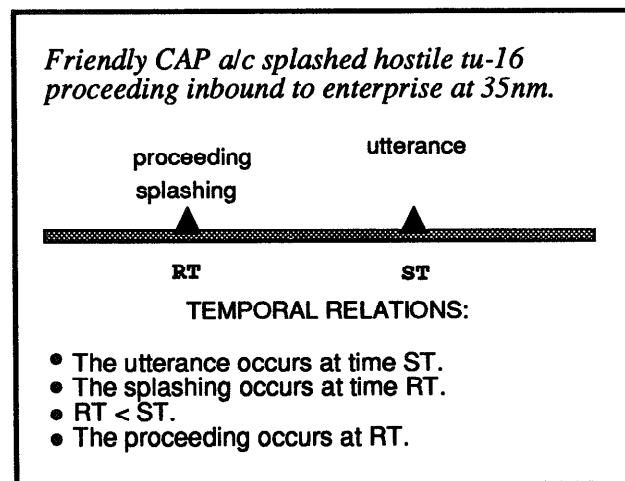 Friendly CAP a/c splashed hostile tu-16
proceeding inbound to enterprise at 35nm.
proceeding
splashing
utterance
RT
ST
TEMPORAL RELATIONS:
• The utterance occurs at time ST.
• The splashing occurs at time RT.
• RT < ST.
• The proceeding occurs at RT.